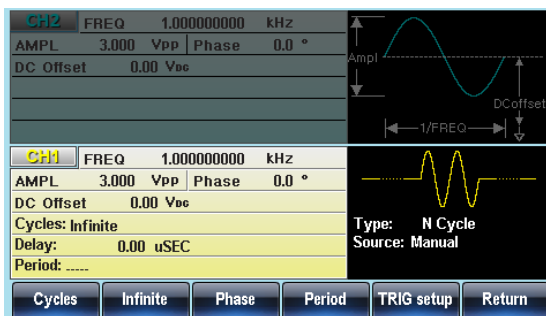 CH2 FREQ 1.000000000 kHz
AMPL 3.000 Vpp Phase 0.0 °
DC Offset 0.00 VDC
Ampl
DCoffset
1/FREQ
CH1 FREQ 1.000000000 kHz
AMPL 3.000 Vpp Phase 0.0 °
DC Offset 0.00 VDC
Cycles: Infinite
Delay: 0.00 uSEC
Period: .....
Type: N Cycle
Source: Manual
Cycles Infinite Phase Period TRIG setup Return